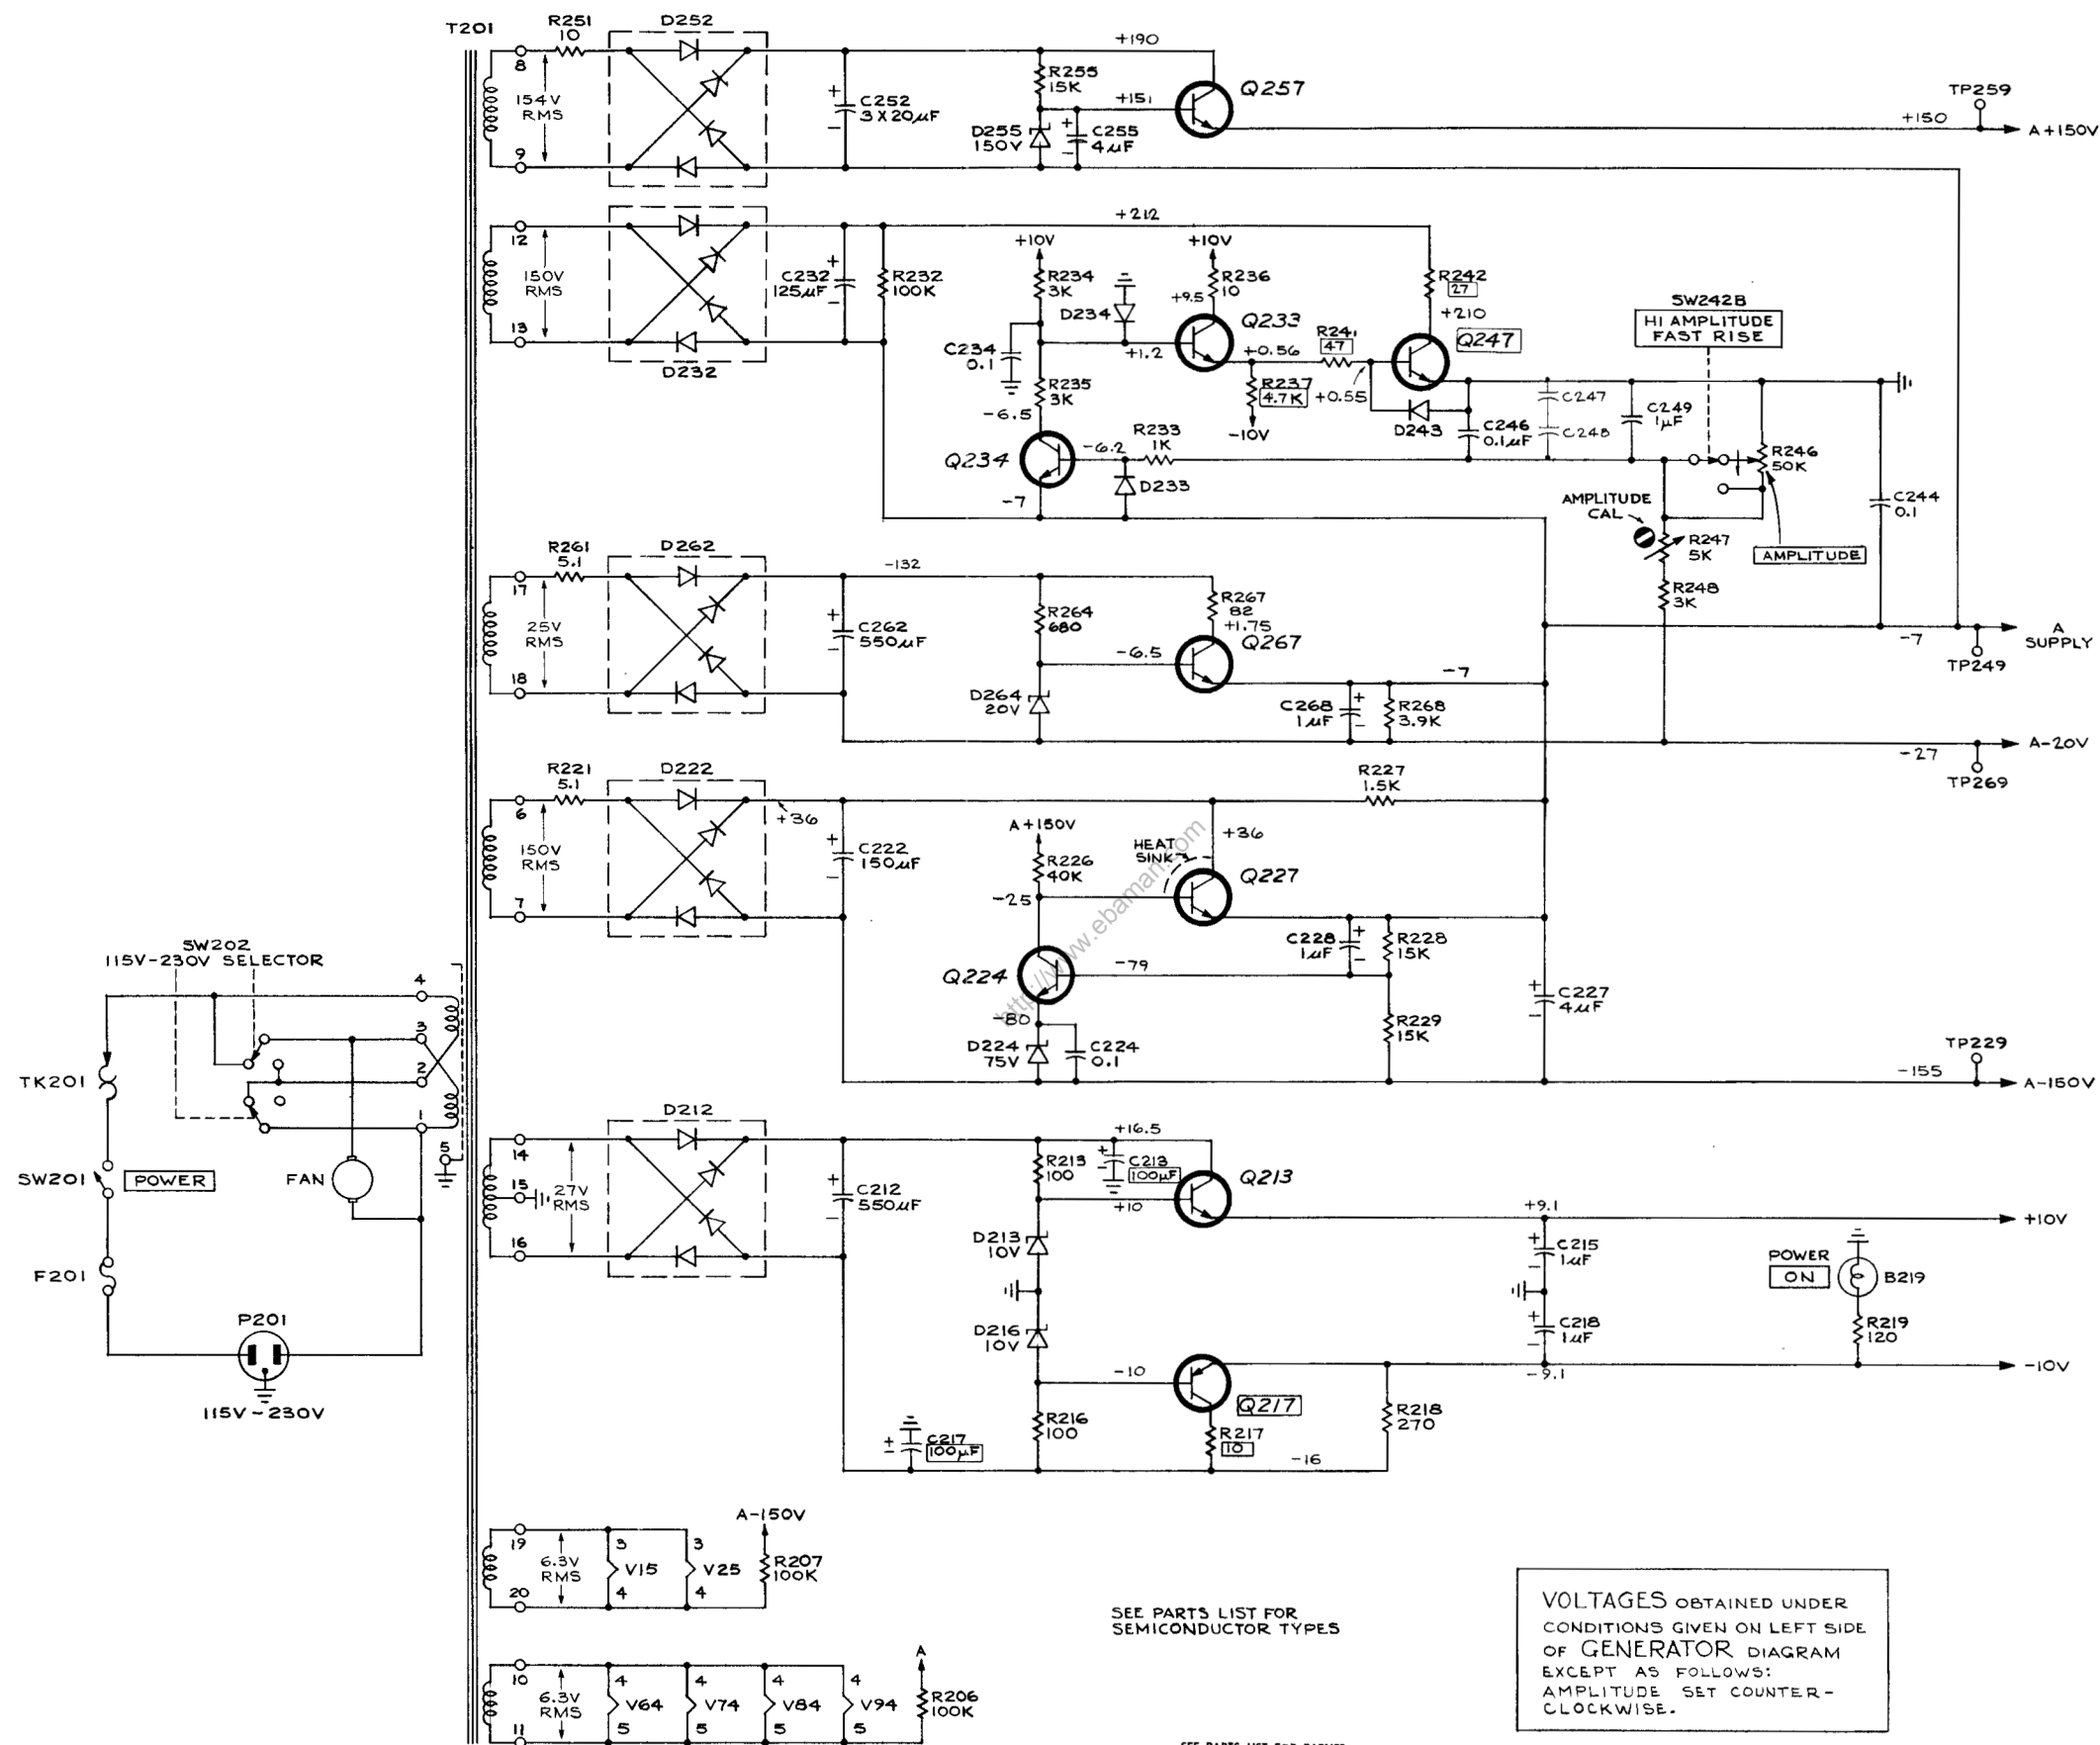 T201
R251
10
D252
8
154V
RMS
9
C252
3 X 20µF
+190
R255
15K
+151
D255
150V
C255
4µF
Q257
+150
TP259
A+150V
12
150V
RMS
13
D232
C232
125µF
R232
100K
+212
+10V
R234
3K
D234
C234
0.1
R235
3K
-6.5
+10V
R236
10
+9.5
Q233
+1.2
+0.56
R237
4.7K
-10V
R241
47
+0.55
R242
27
+210
Q247
D243
C246
0.1µF
C247
C248
C249
1µF
SW242B
HI AMPLITUDE
FAST RISE
R246
50K
AMPLITUDE
AMPLITUDE
CAL
R247
5K
R248
3K
C244
0.1
Q234
-6.2
R233
1K
D233
-7
-7
A
SUPPLY
TP249
R261
5.1
D262
17
25V
RMS
18
-132
C262
550µF
R264
680
R267
82
+1.75
Q267
-6.5
D264
20V
-7
C268
1µF
R268
3.9K
-27
A-20V
TP269
R221
5.1
D222
6
150V
RMS
7
+36
C222
150µF
R227
1.5K
A+150V
R226
40K
-25
HEAT
SINK
+36
Q227
Q224
-79
C228
1µF
R228
15K
R229
15K
-80
D224
75V
C224
0.1
C227
4µF
TP229
-155
A-150V
http://www.ebaman.com
SW202
115V-230V SELECTOR
4
3
2
1
5
TK201
SW201
POWER
FAN
F201
P201
115V-230V
D212
14
15
27V
RMS
16
C212
550µF
+16.5
R213
100
C213
100µF
Q213
+10
D213
10V
D216
10V
+9.1
+10V
C215
1µF
C218
1µF
POWER
ON
B219
R219
120
-10
Q217
R216
100
R217
10
R218
270
-9.1
-10V
C217
100µF
-16
19
6.3V
RMS
20
3
V15
4
3
V25
4
A-150V
R207
100K
10
6.3V
RMS
11
4
V64
5
4
V74
5
4
V84
5
4
V94
5
A
R206
100K
SEE PARTS LIST FOR
SEMICONDUCTOR TYPES
VOLTAGES OBTAINED UNDER
CONDITIONS GIVEN ON LEFT SIDE
OF GENERATOR DIAGRAM
EXCEPT AS FOLLOWS:
AMPLITUDE SET COUNTER-
CLOCKWISE.